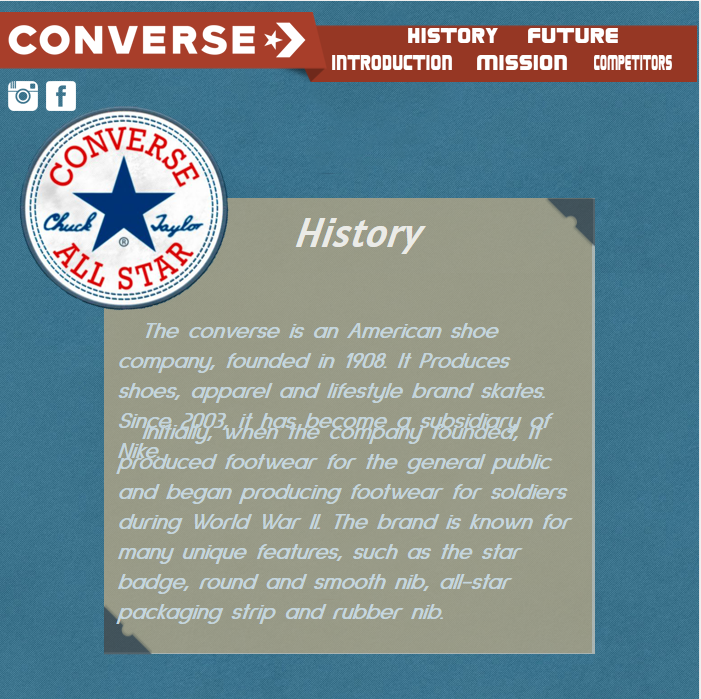 CONVERSE
HISTORY FUTURE
INTRODUCTION MISSION COMPETITORS
CONVERSE
Chuck Taylor
®
ALL STAR
History
The converse is an American shoe
company, founded in 1908. It Produces
shoes, apparel and lifestyle brand skates.
Since 2003, it has become a subsidiary of
Nike.
Initially, when the company founded, it
produced footwear for the general public
and began producing footwear for soldiers
during World War II. The brand is known for
many unique features, such as the star
badge, round and smooth nib, all-star
packaging strip and rubber nib.